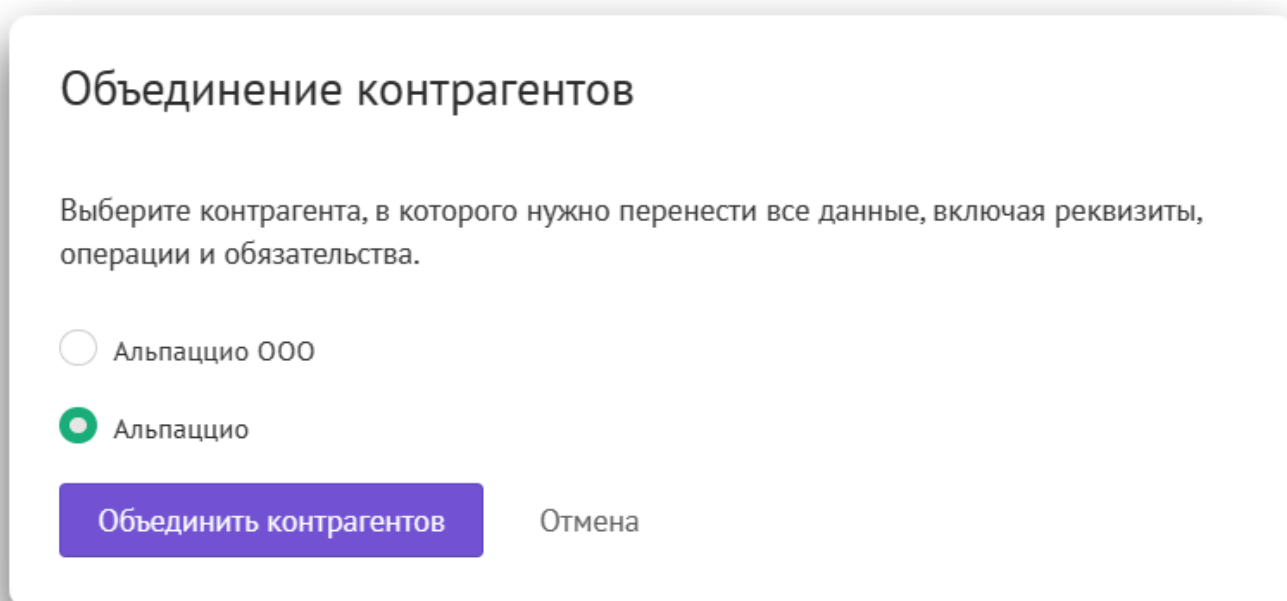 Объединение контрагентов
Выберите контрагента, в которого нужно перенести все данные, включая реквизиты,
операции и обязательства.
Альпаццио ООО
Альпаццио
Объединить контрагентов
Отмена